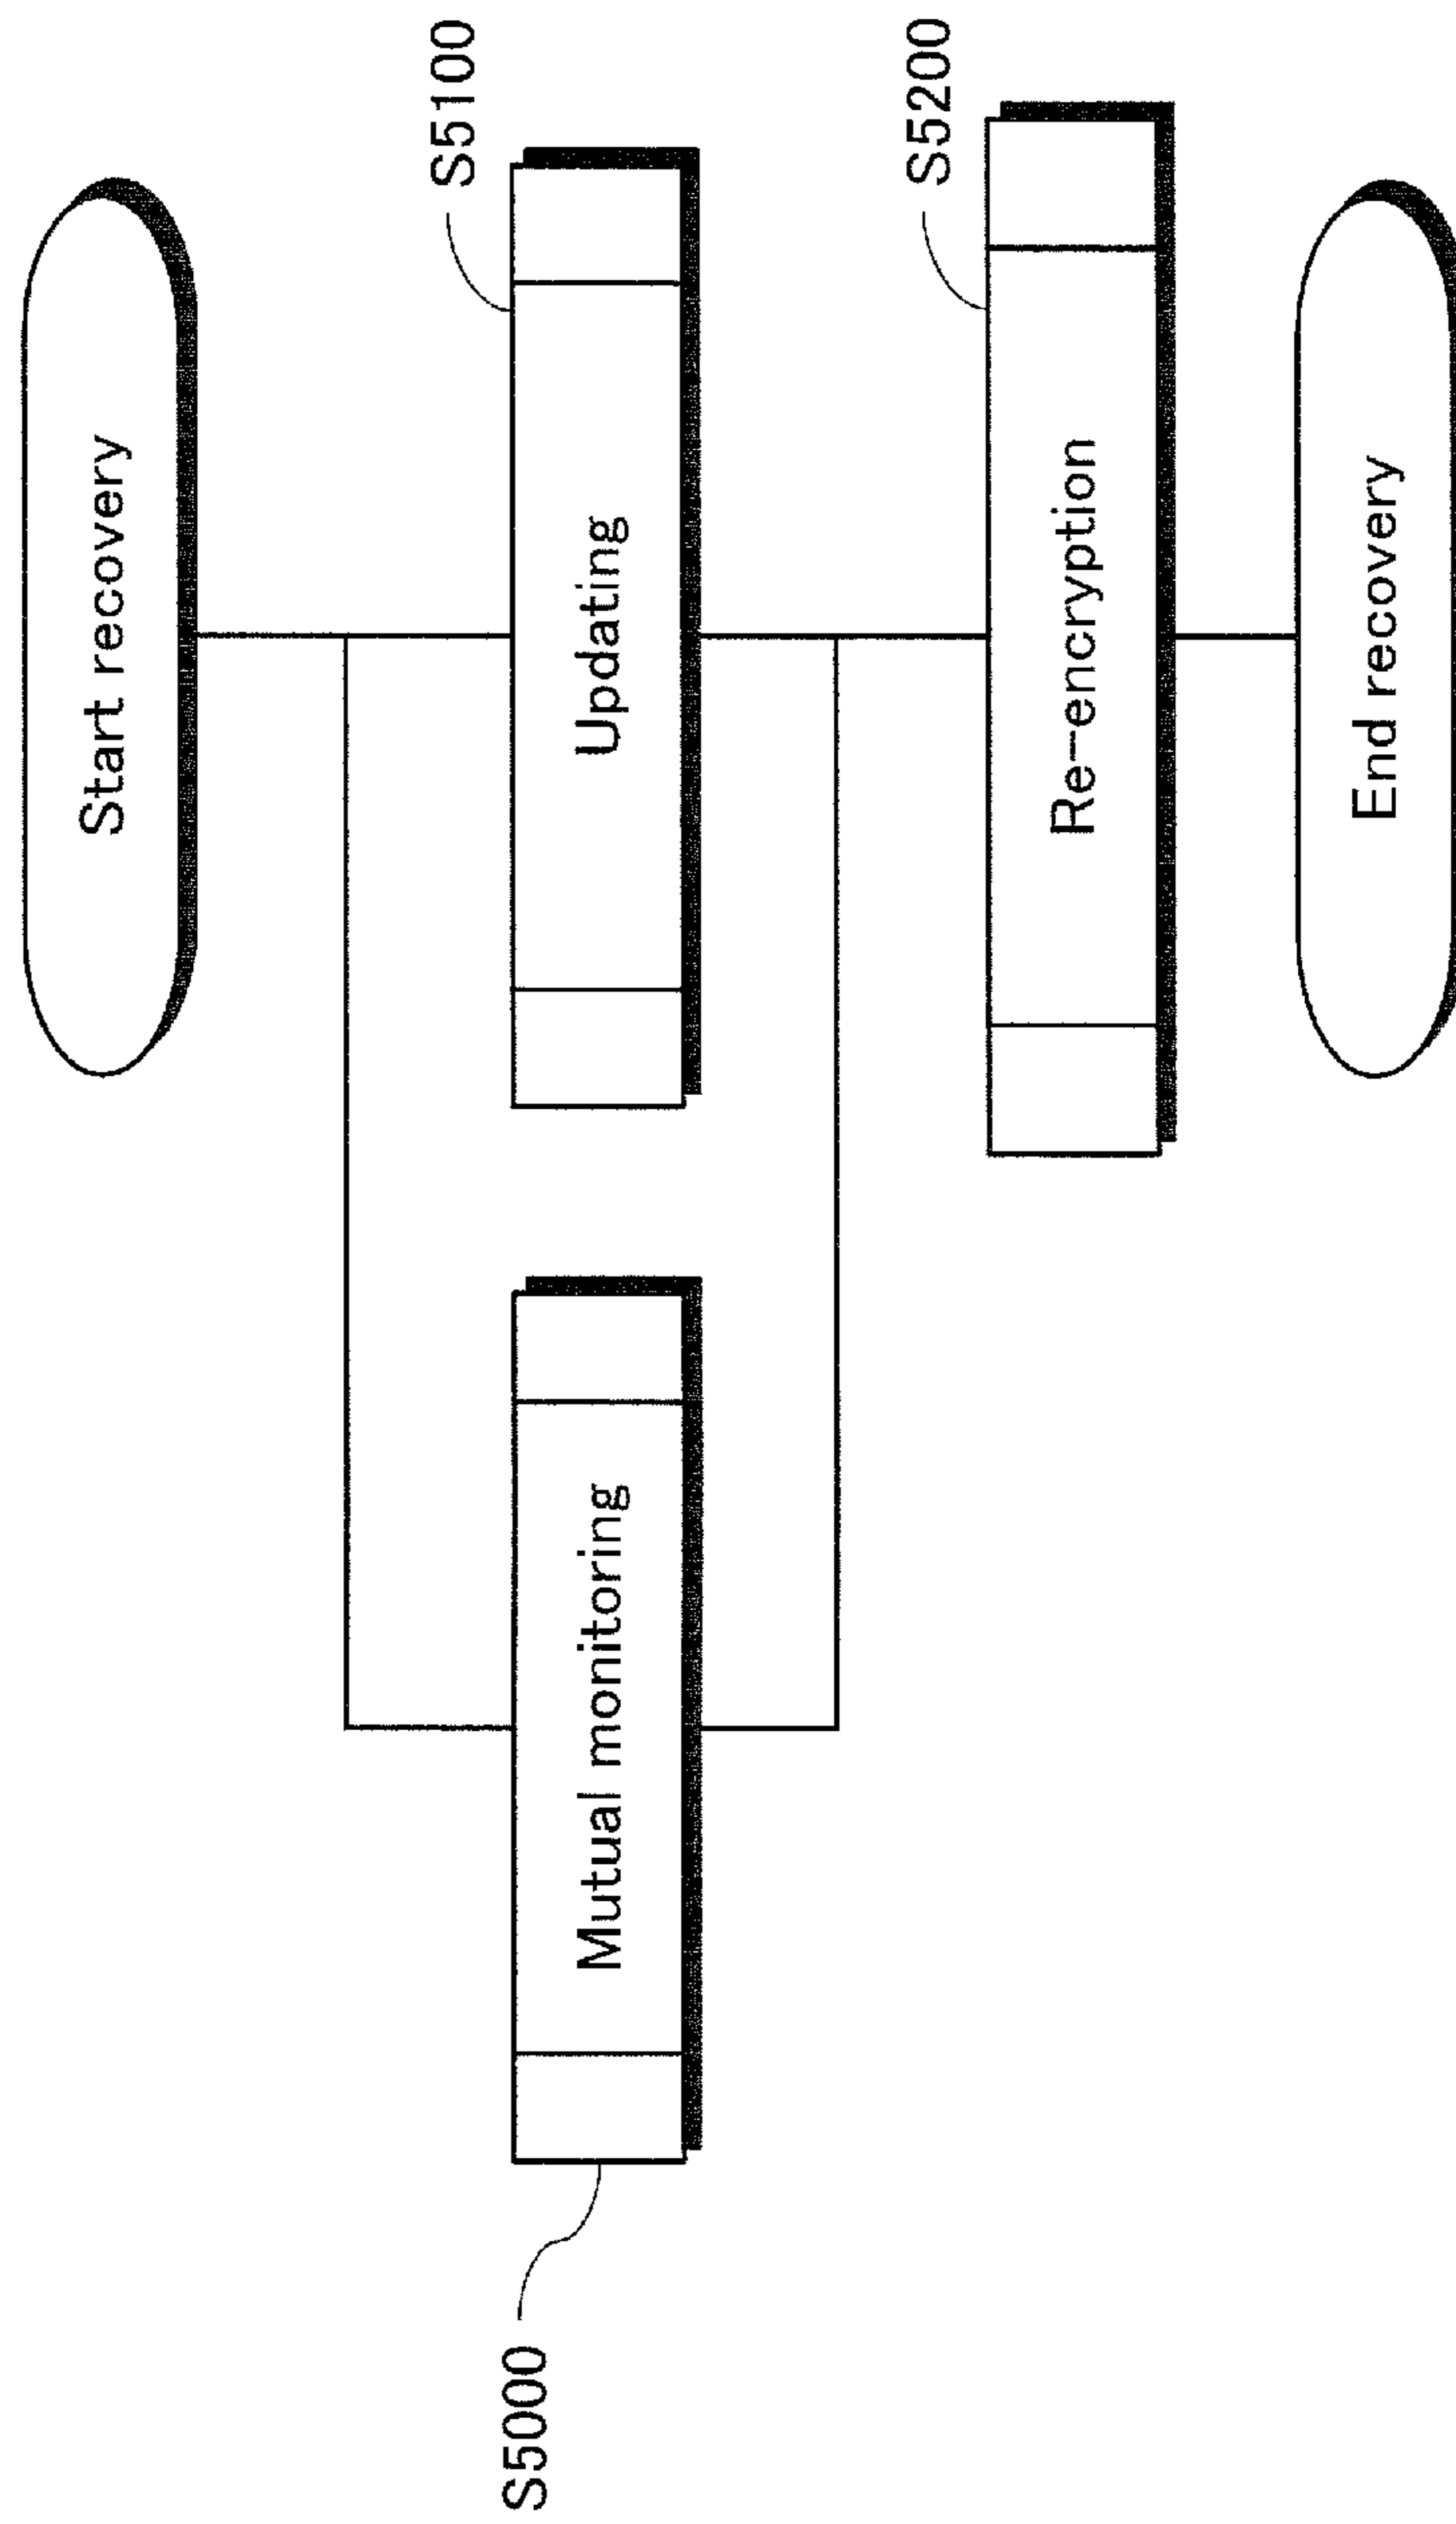 Start recovery
S5100
S5000
Mutual monitoring
Updating
S5200
Re-encryption
End recovery